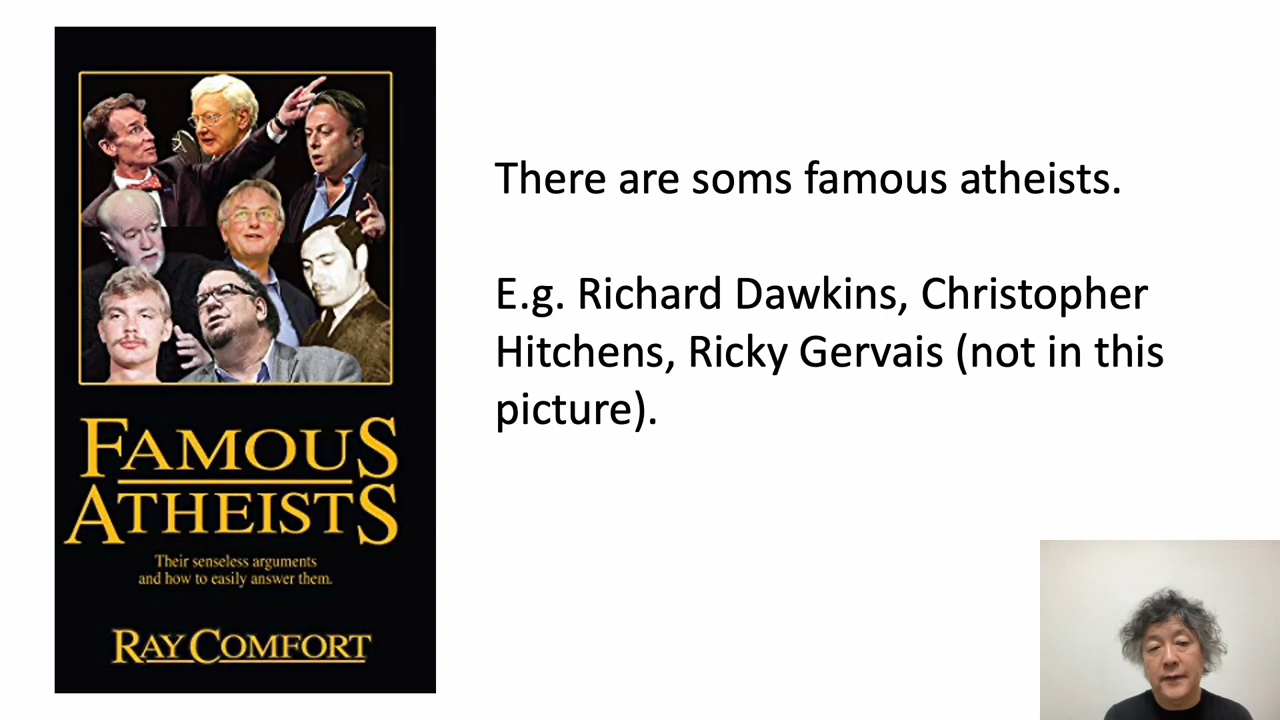 FAMOUS
ATHEISTS
Their senseless arguments
and how to easily answer them.
RAY COMFORT
There are soms famous atheists.
E.g. Richard Dawkins, Christopher
Hitchens, Ricky Gervais (not in this
picture).